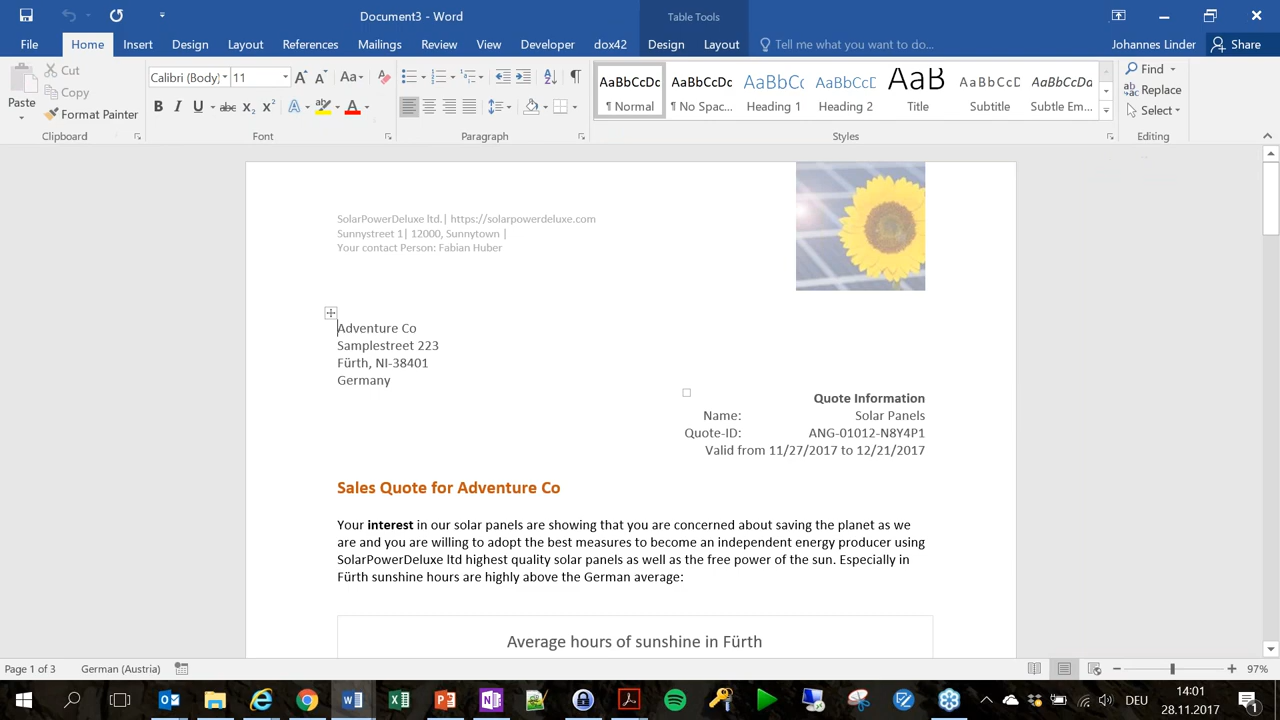 Document3 - Word
Table Tools
File Home Insert Design Layout References Mailings Review View Developer dox42 Design Layout Tell me what you want to do... Johannes Linder Share
Paste
Cut
Copy
Format Painter
Clipboard
Calibri (Body) 11
Font
Paragraph
AaBbCcDc AaBbCcDc AaBbCc AaBbCcD AaB AaBbCcD AaBbCcDa
¶ Normal ¶ No Spac... Heading 1 Heading 2 Title Subtitle Subtle Em...
Styles
Find
Replace
Select
Editing
SolarPowerDeluxe ltd.| https://solarpowerdeluxe.com
Sunnystreet 1| 12000, Sunnytown |
Your contact Person: Fabian Huber
Adventure Co
Samplestreet 223
Fürth, NI-38401
Germany
Quote Information
Name: Solar Panels
Quote-ID: ANG-01012-N8Y4P1
Valid from 11/27/2017 to 12/21/2017
Sales Quote for Adventure Co
Your interest in our solar panels are showing that you are concerned about saving the planet as we
are and you are willing to adopt the best measures to become an independent energy producer using
SolarPowerDeluxe ltd highest quality solar panels as well as the free power of the sun. Especially in
Fürth sunshine hours are highly above the German average:
Average hours of sunshine in Fürth
Page 1 of 3 German (Austria) 97%
DEU
14:01
28.11.2017